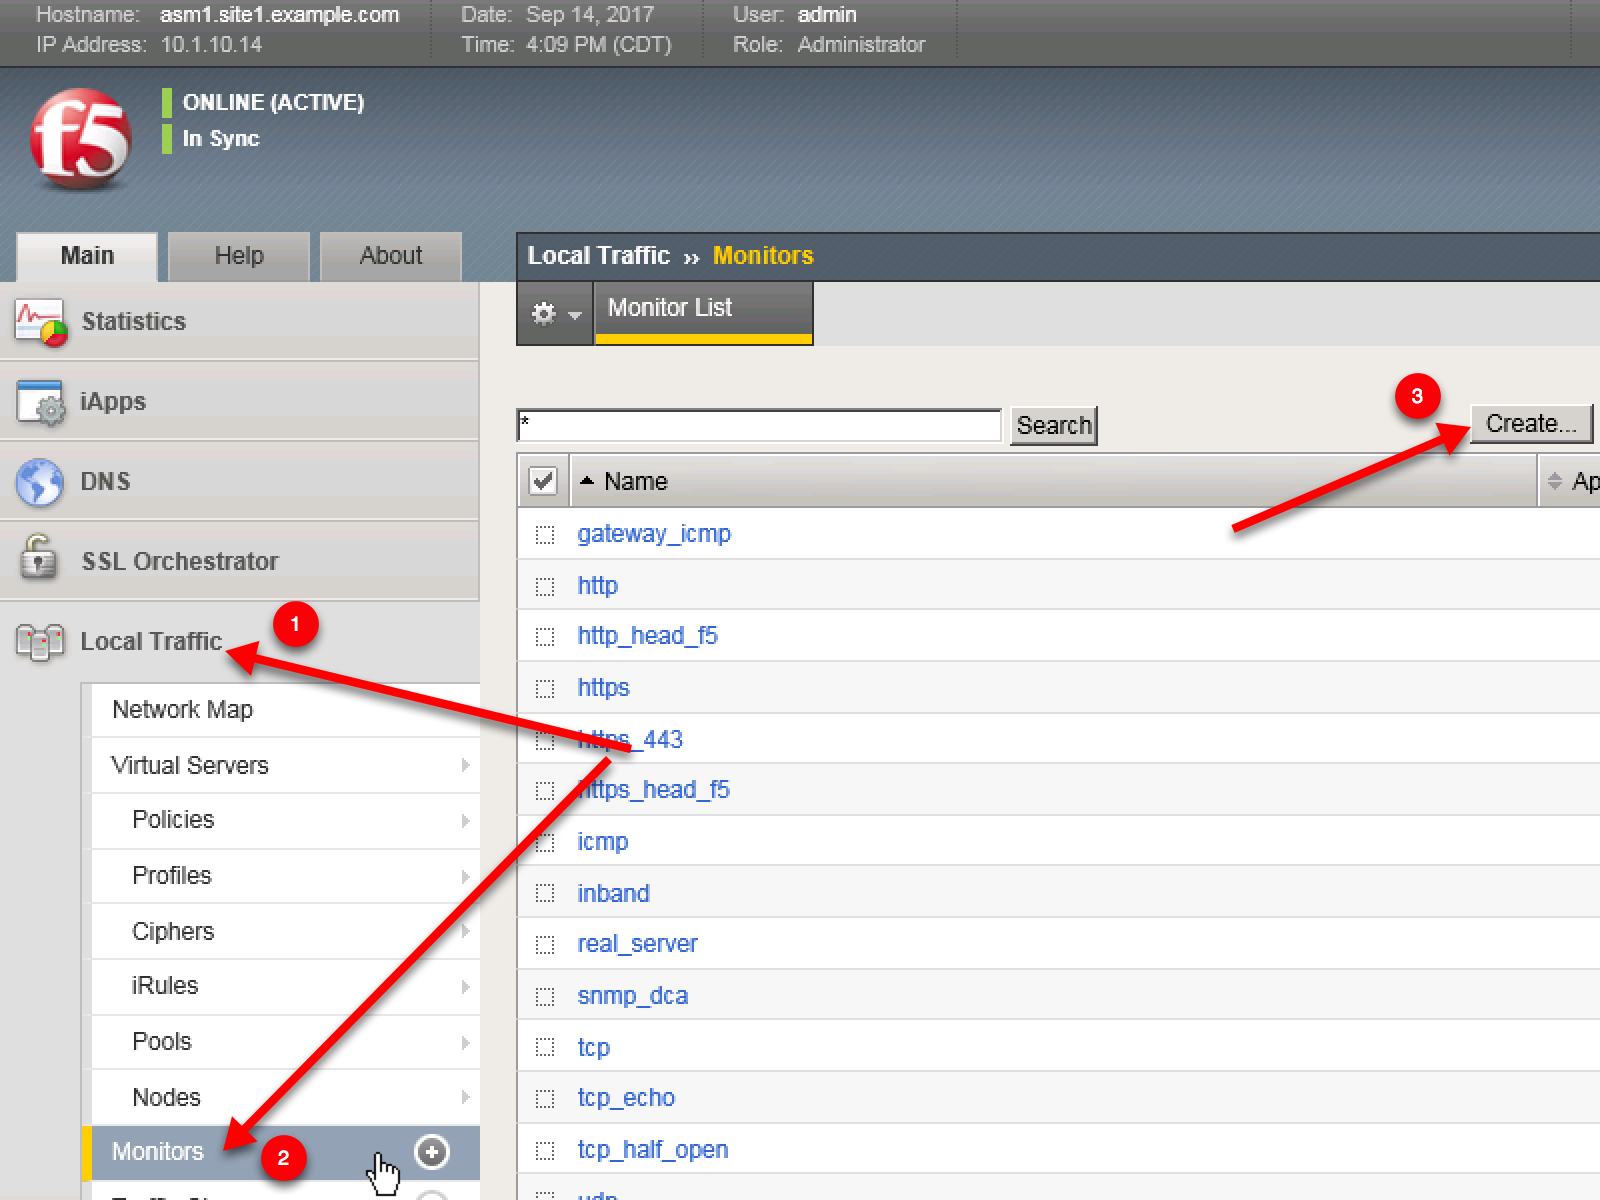 Hostname: asm1.site1.example.com Date: Sep 14, 2017 User: admin
IP Address: 10.1.10.14 Time: 4:09 PM (CDT) Role: Administrator
f5
ONLINE (ACTIVE)
In Sync
Main Help About
Local Traffic ›› Monitors
Monitor List
Statistics
iApps
DNS
SSL Orchestrator
Local Traffic
1
Network Map
Virtual Servers
Policies
Profiles
Ciphers
iRules
Pools
Nodes
Monitors
2
3
* Search Create...
Name
gateway_icmp
http
http_head_f5
https
https_443
https_head_f5
icmp
inband
real_server
snmp_dca
tcp
tcp_echo
tcp_half_open
udp